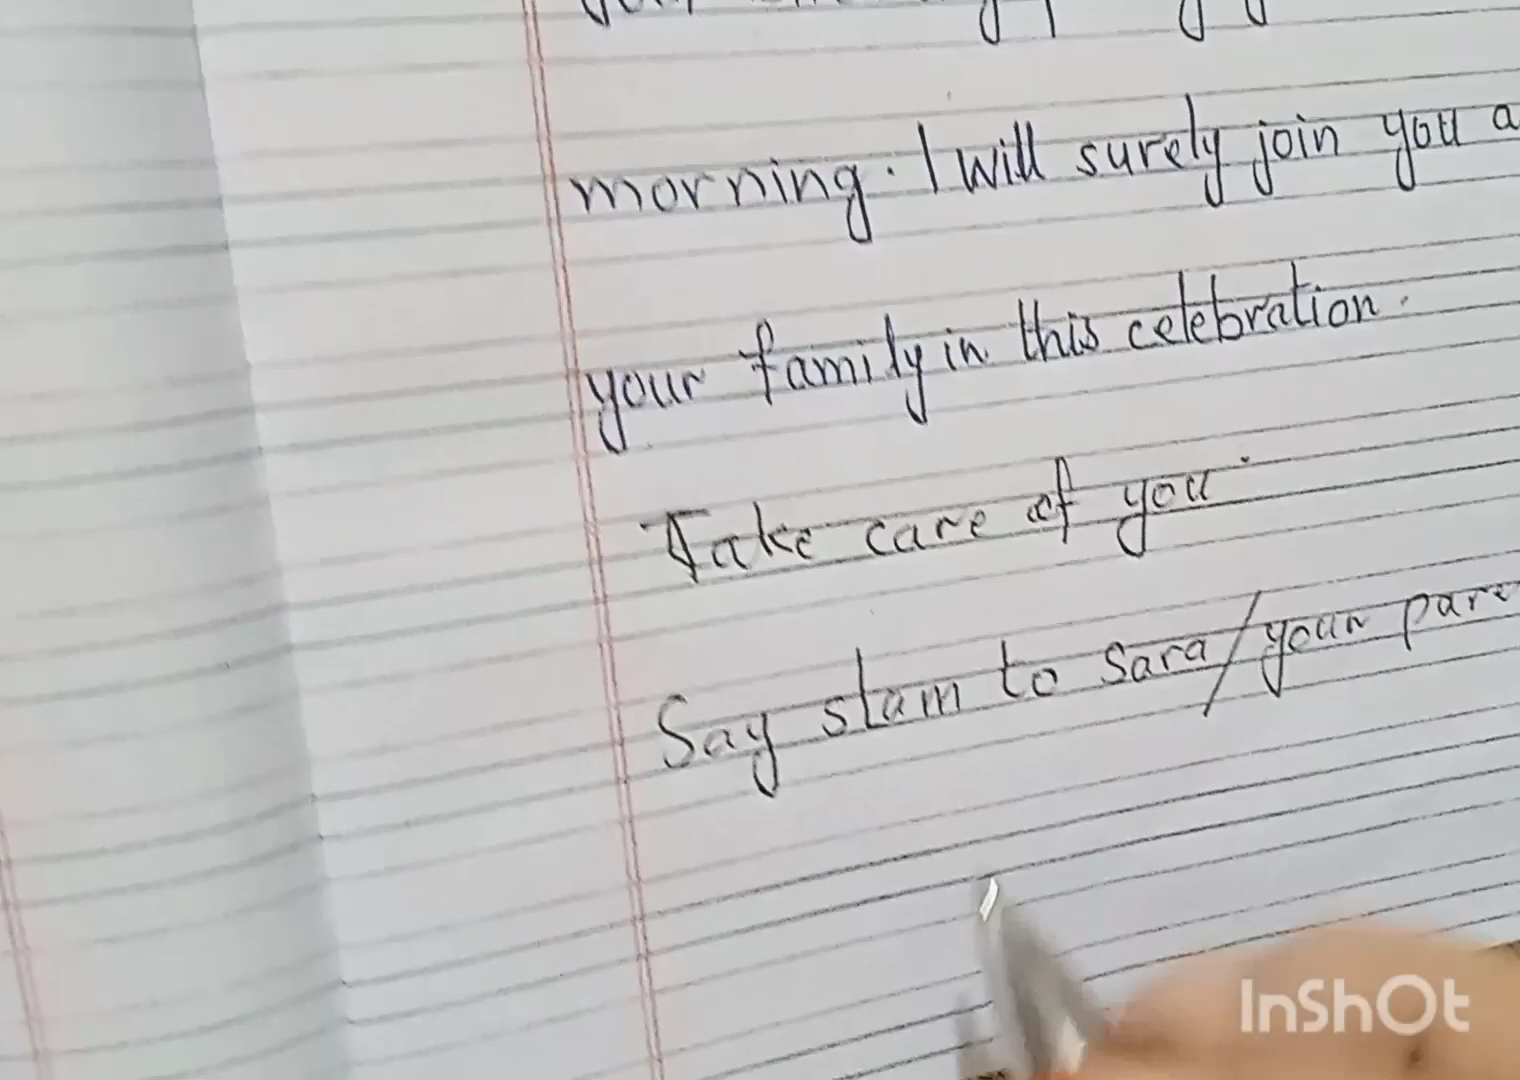 morning. I will surely join you a
your family in this celebration.
Take care of you.
Say slam to Sara/your pare
InShOt